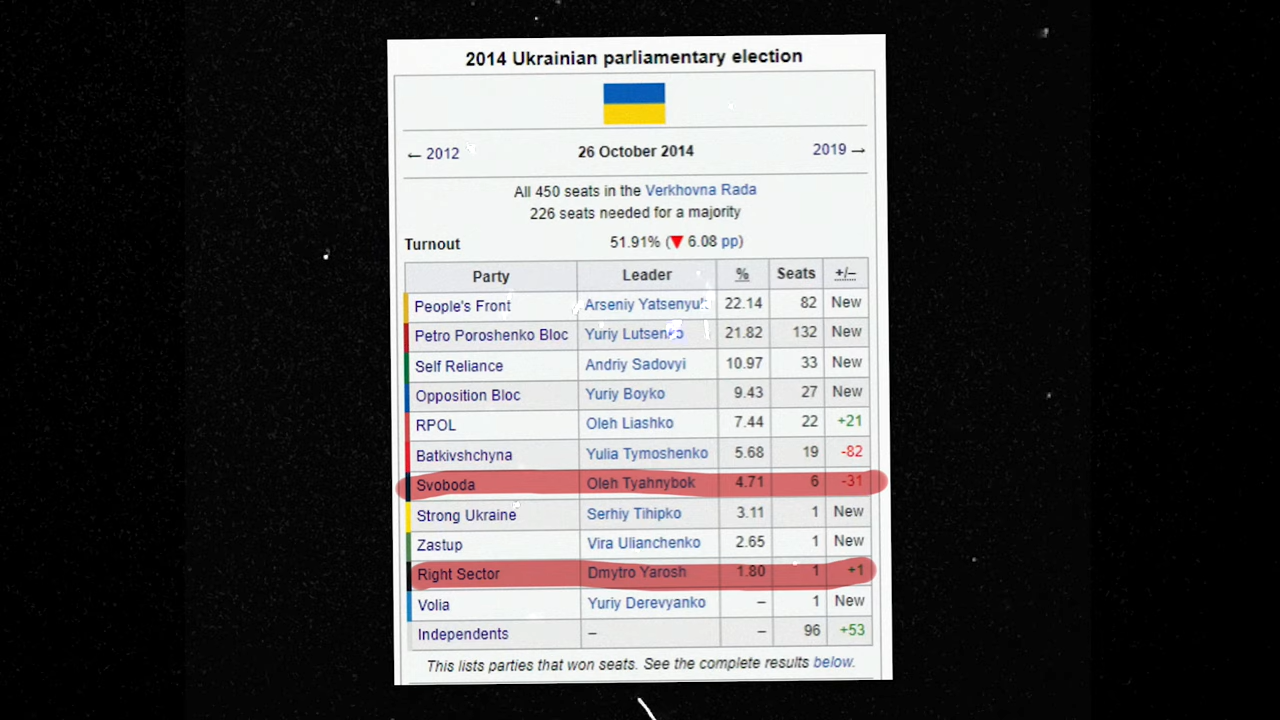 2014 Ukrainian parliamentary election
← 2012 26 October 2014 2019 →
All 450 seats in the Verkhovna Rada
226 seats needed for a majority
Turnout 51.91% (▼ 6.08 pp)
Party Leader % Seats +/–
People's Front Arseniy Yatsenyuk 22.14 82 New
Petro Poroshenko Bloc Yuriy Lutsenko 21.82 132 New
Self Reliance Andriy Sadovyi 10.97 33 New
Opposition Bloc Yuriy Boyko 9.43 27 New
RPOL Oleh Liashko 7.44 22 +21
Batkivshchyna Yulia Tymoshenko 5.68 19 -82
Svoboda Oleh Tyahnybok 4.71 6 -31
Strong Ukraine Serhiy Tihipko 3.11 1 New
Zastup Vira Ulianchenko 2.65 1 New
Right Sector Dmytro Yarosh 1.80 1 +1
Volia Yuriy Derevyanko – 1 New
Independents – – 96 +53
This lists parties that won seats. See the complete results below.